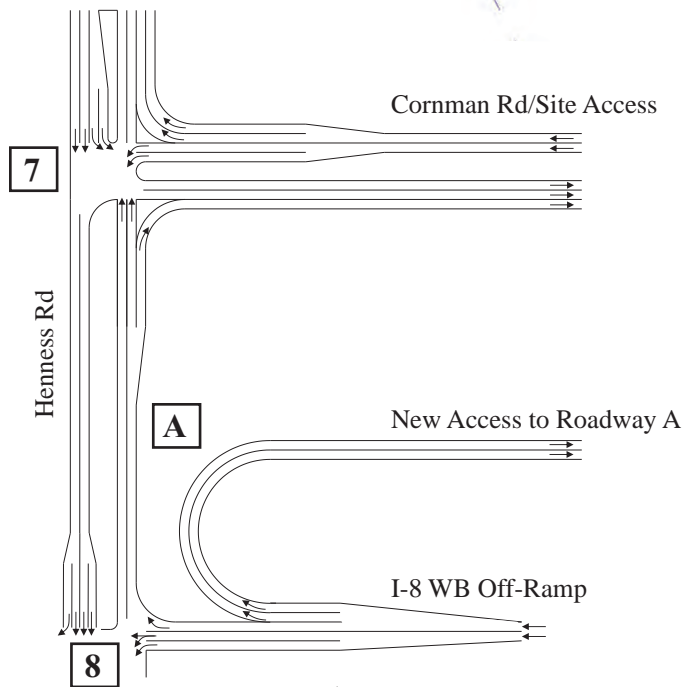 Cornman Rd/Site Access
7
Henness Rd
A
New Access to Roadway A
I-8 WB Off-Ramp
8